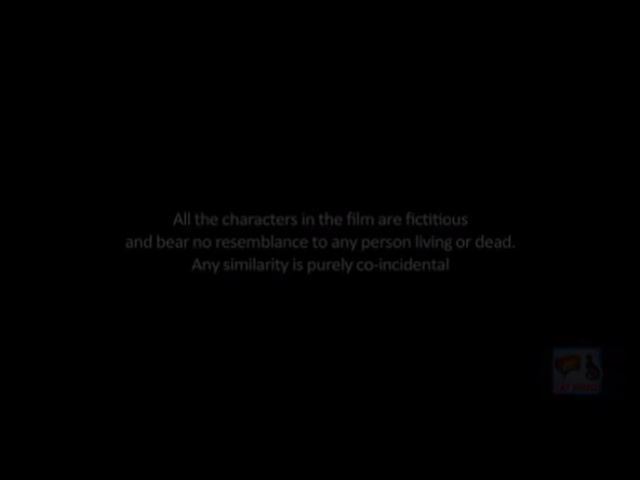 All the characters in the film are fictitious
and bear no resemblance to any person living or dead.
Any similarity is purely co-incidental